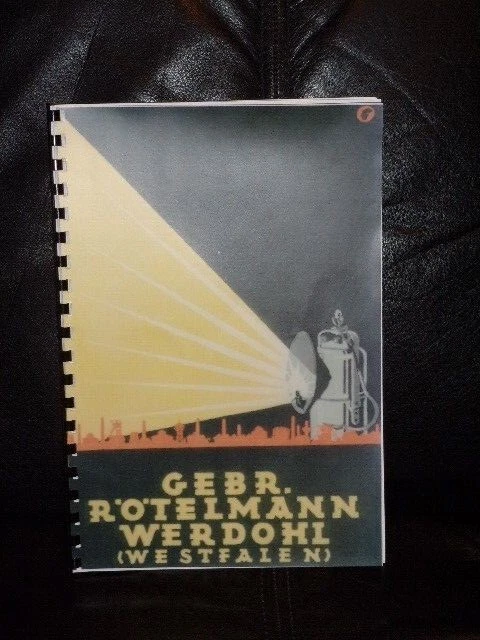 GEBR.
RÖTELMANN
WERDOHL
(WESTFALEN)